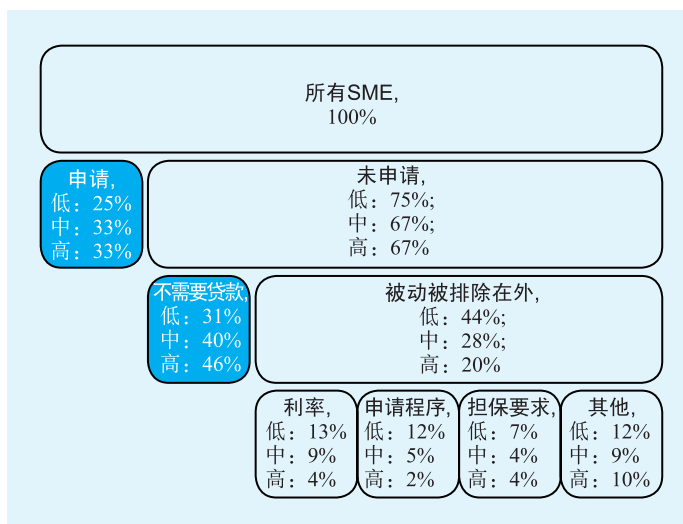 所有SME,
100%
申请,
低：25%
中：33%
高：33%
未申请,
低：75%;
中：67%;
高：67%
不需要贷款,
低：31%
中：40%
高：46%
被动被排除在外,
低：44%;
中：28%;
高：20%
利率,
低：13%
中：9%
高：4%
申请程序,
低：12%
中：5%
高：2%
担保要求,
低：7%
中：4%
高：4%
其他,
低：12%
中：9%
高：10%